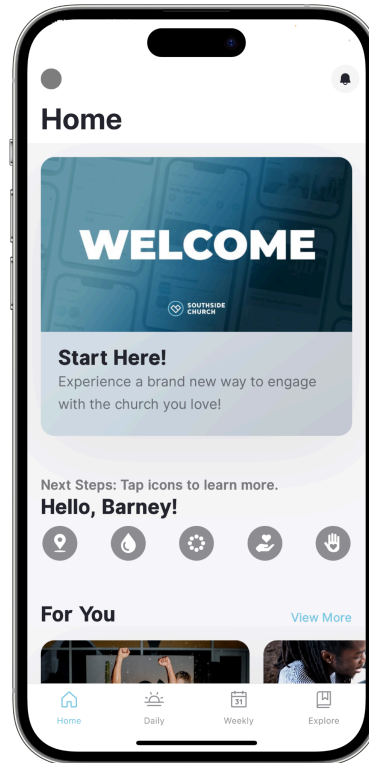 Home
WELCOME
SOUTHSIDE
CHURCH
Start Here!
Experience a brand new way to engage
with the church you love!
Next Steps: Tap icons to learn more.
Hello, Barney!
For You
View More
31
Home
Daily
Weekly
Explore